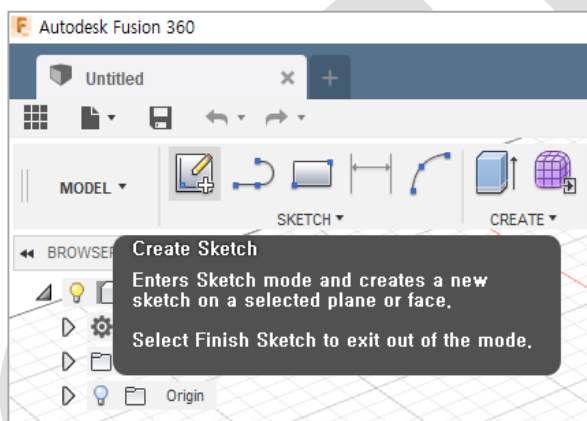 Autodesk Fusion 360
Untitled
MODEL
SKETCH
CREATE
BROWSE
Create Sketch
Enters Sketch mode and creates a new
sketch on a selected plane or face.
Select Finish Sketch to exit out of the mode.
Origin